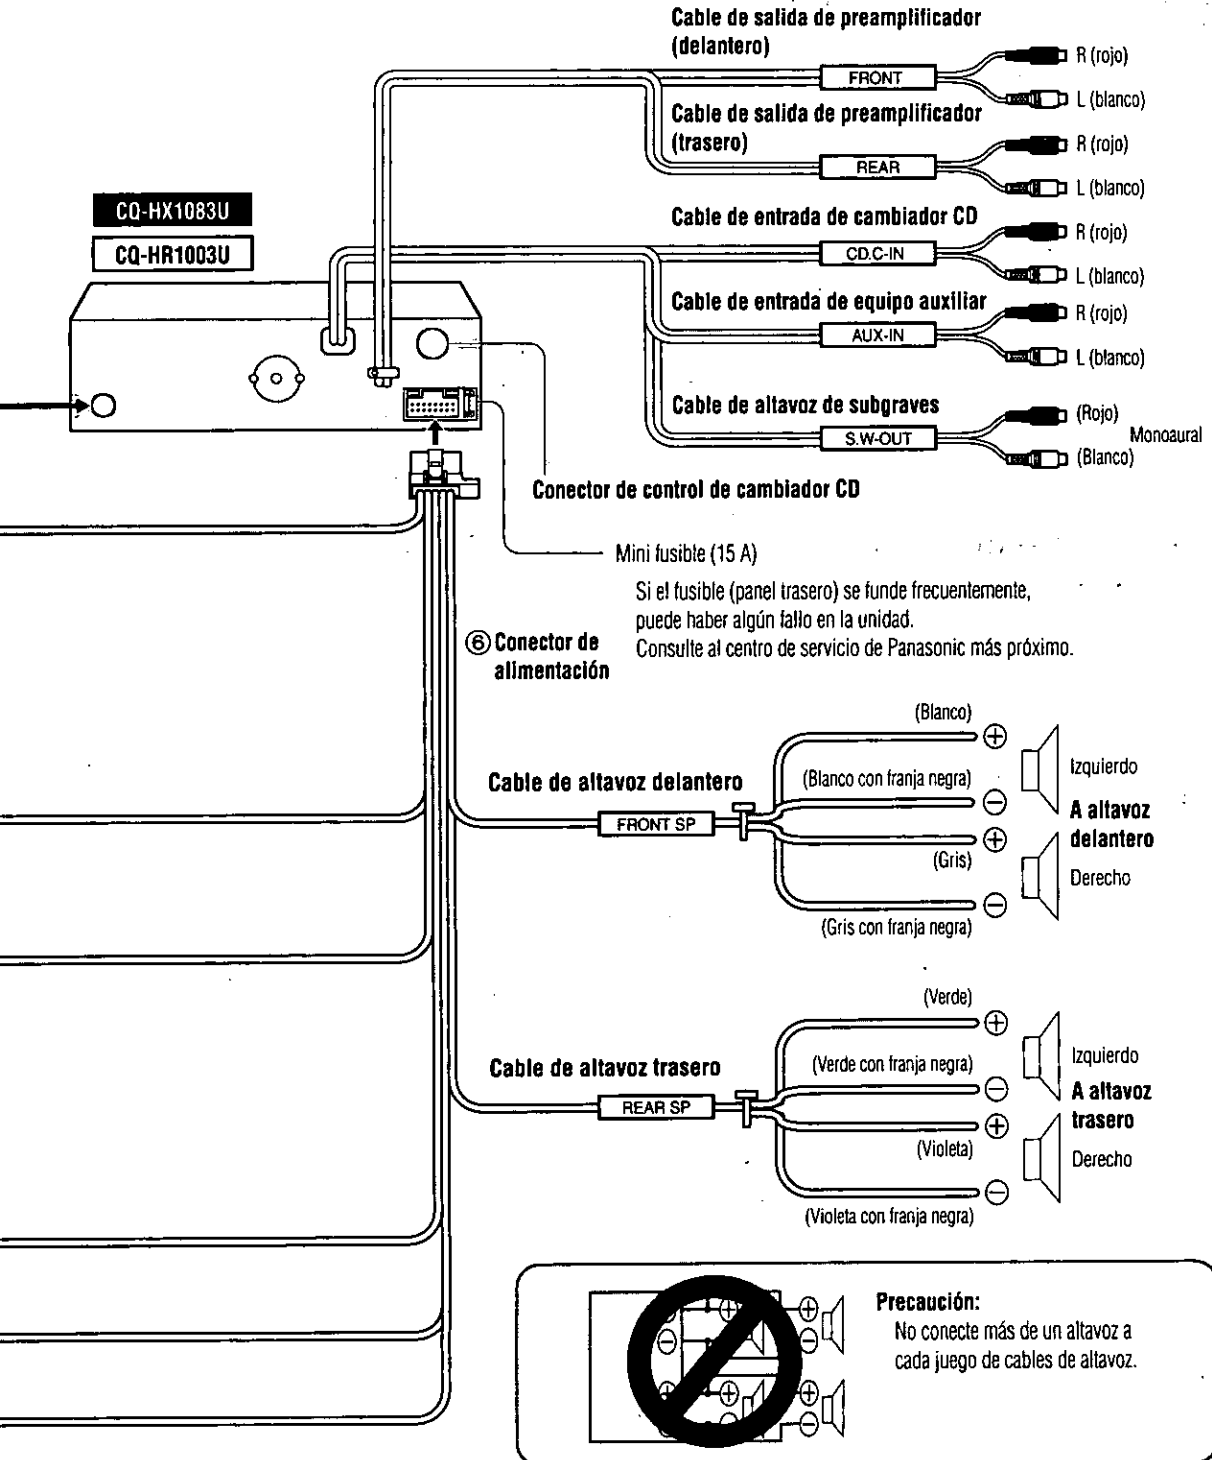 Cable de salida de preamplificador
(delantero)
FRONT
R (rojo)
L (blanco)
Cable de salida de preamplificador
(trasero)
REAR
R (rojo)
L (blanco)
CQ-HX1083U
CQ-HR1003U
Cable de entrada de cambiador CD
CD.C-IN
R (rojo)
L (blanco)
Cable de entrada de equipo auxiliar
AUX-IN
R (rojo)
L (blanco)
Cable de altavoz de subgraves
S.W-OUT
(Rojo)
Monoaural
(Blanco)
Conector de control de cambiador CD
Mini fusible (15 A)
Si el fusible (panel trasero) se funde frecuentemente,
puede haber algún fallo en la unidad.
Consulte al centro de servicio de Panasonic más próximo.
⑥ Conector de
alimentación
Cable de altavoz delantero
FRONT SP
(Blanco)
+
(Blanco con franja negra)
−
+
(Gris)
−
(Gris con franja negra)
Izquierdo
A altavoz
delantero
Derecho
Cable de altavoz trasero
REAR SP
(Verde)
+
(Verde con franja negra)
−
+
(Violeta)
−
(Violeta con franja negra)
Izquierdo
A altavoz
trasero
Derecho
Precaución:
No conecte más de un altavoz a
cada juego de cables de altavoz.